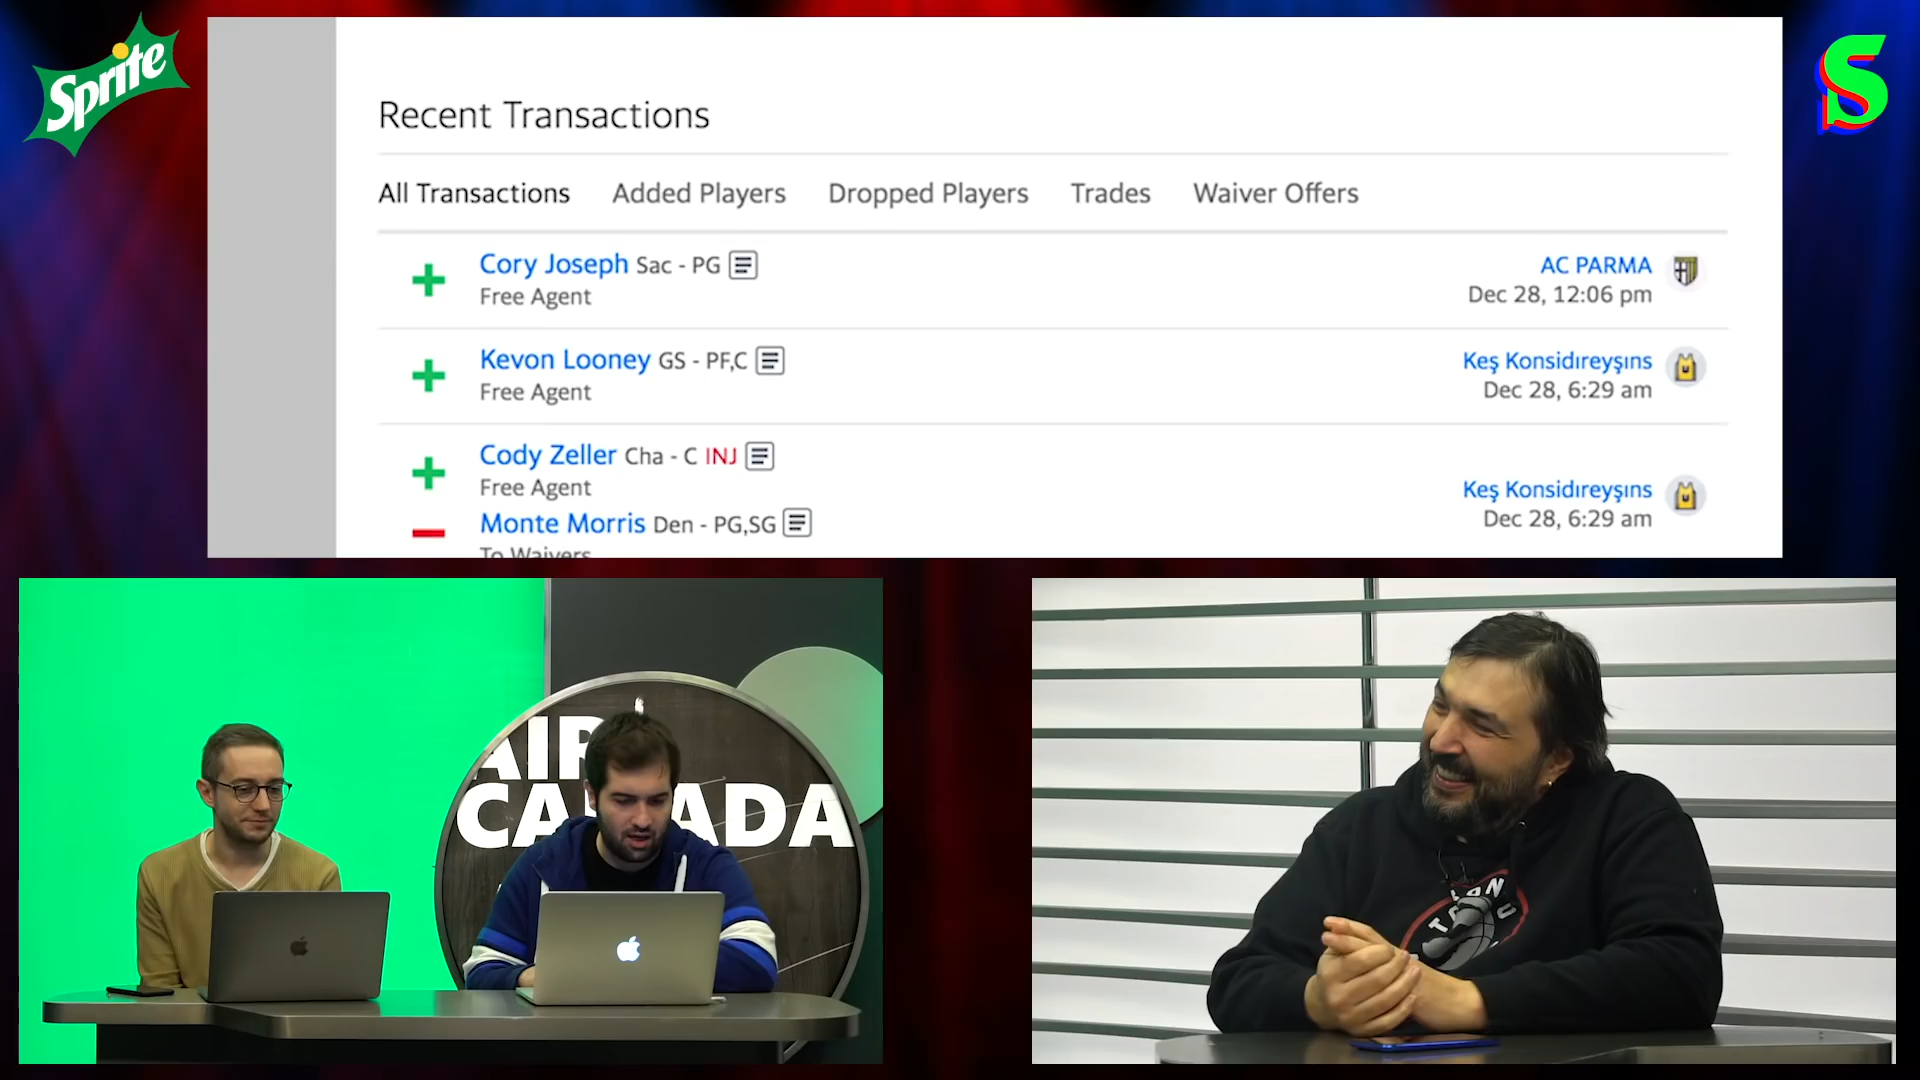 Sprite
S
Recent Transactions
All Transactions Added Players Dropped Players Trades Waiver Offers
Cory Joseph Sac - PG
Free Agent
AC PARMA
Dec 28, 12:06 pm
Kevon Looney GS - PF,C
Free Agent
Keş Konsidıreyşıns
Dec 28, 6:29 am
Cody Zeller Cha - C INJ
Free Agent
Monte Morris Den - PG,SG
To Waivers
Keş Konsidıreyşıns
Dec 28, 6:29 am
AIR
CANADA